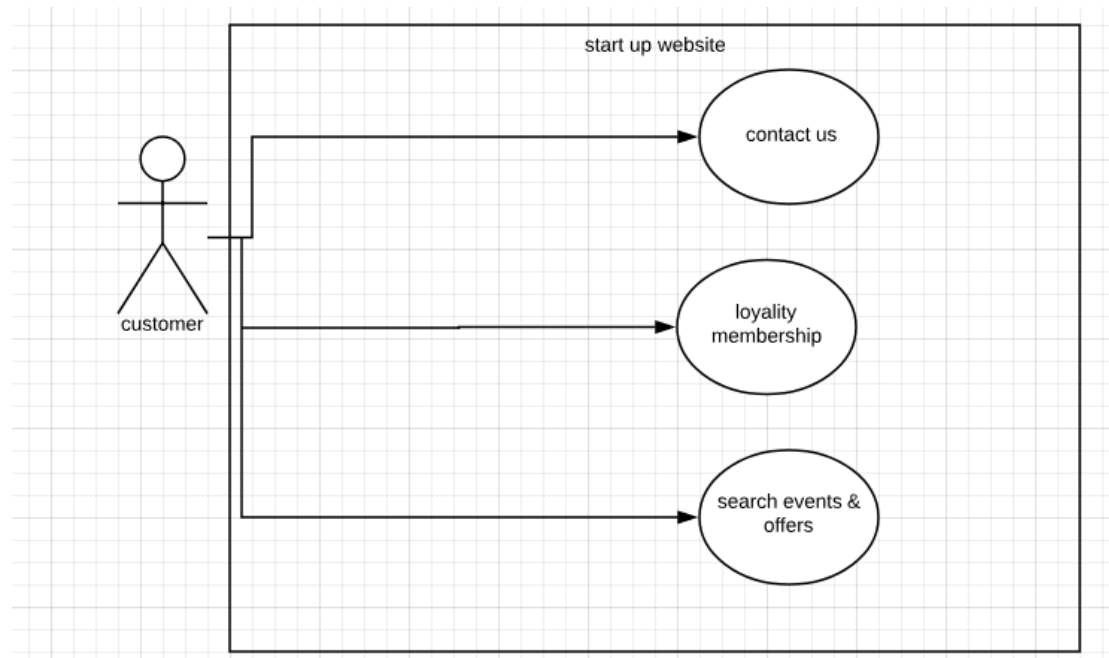 start up website
contact us
customer
loyality
membership
search events &
offers